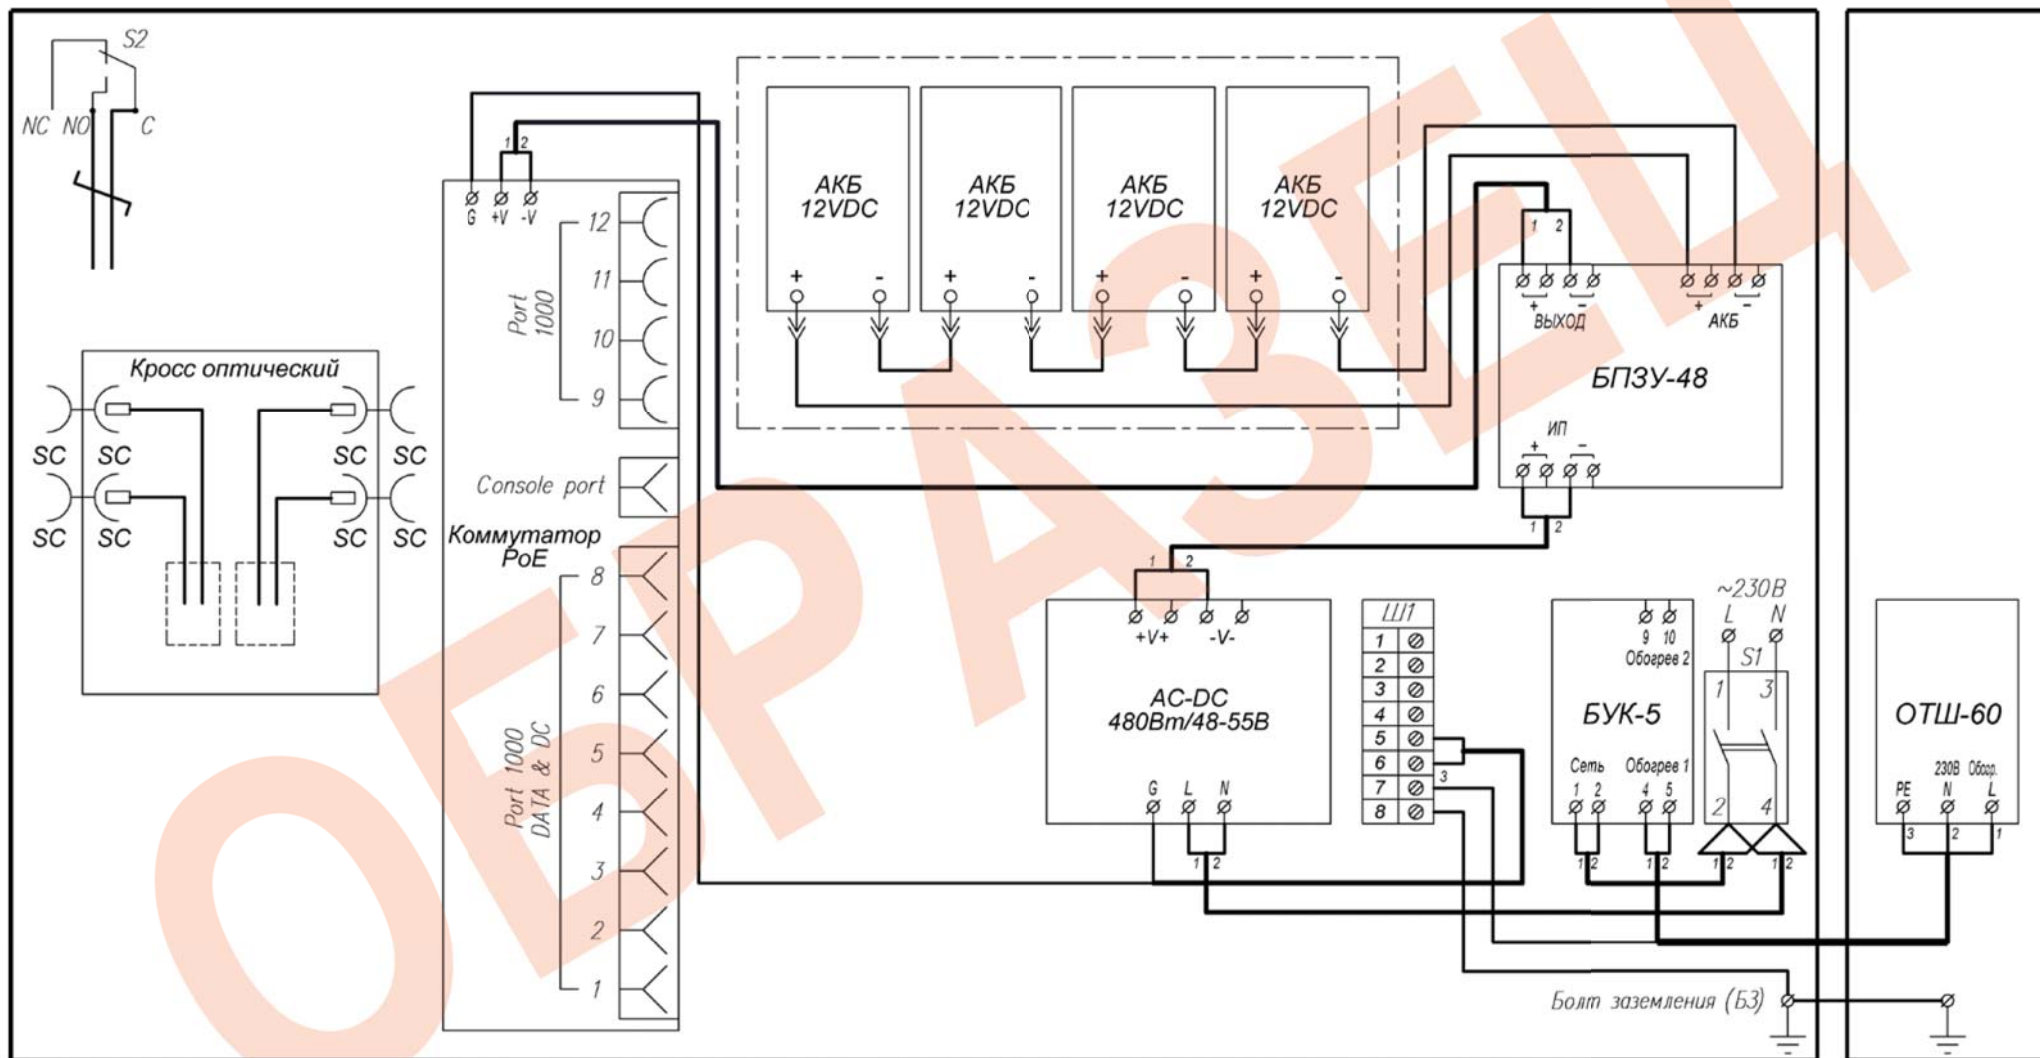 S2
NC NO C
Кросс оптический
SC SC SC SC
SC SC SC SC
1 2
G +V -V
12
11
10
9
Port 1000
Console port
Коммутатор
PoE
8
7
6
5
4
3
2
1
Port 1000
DATA & DC
АКБ
12VDC
+ -
АКБ
12VDC
+ -
АКБ
12VDC
+ -
АКБ
12VDC
+ -
1 2
+ -
ВЫХОД
+ -
АКБ
БПЗУ-48
ИП
+ -
1 2
1 2
+V+ -V-
AC-DC
480Вт/48-55В
G L N
1 2
Ш1
1
2
3
4
5
6
7
8
3
9 10
Обогрев 2
БУК-5
Сеть Обогрев 1
1 2 4 5
1 2 1 2
~230В
L N
S1
1 3
2 4
1 2 1 2
ОТШ-60
230В Обогр.
PE N L
3 2 1
Болт заземления (БЗ)
ОБРАЗЕЦ